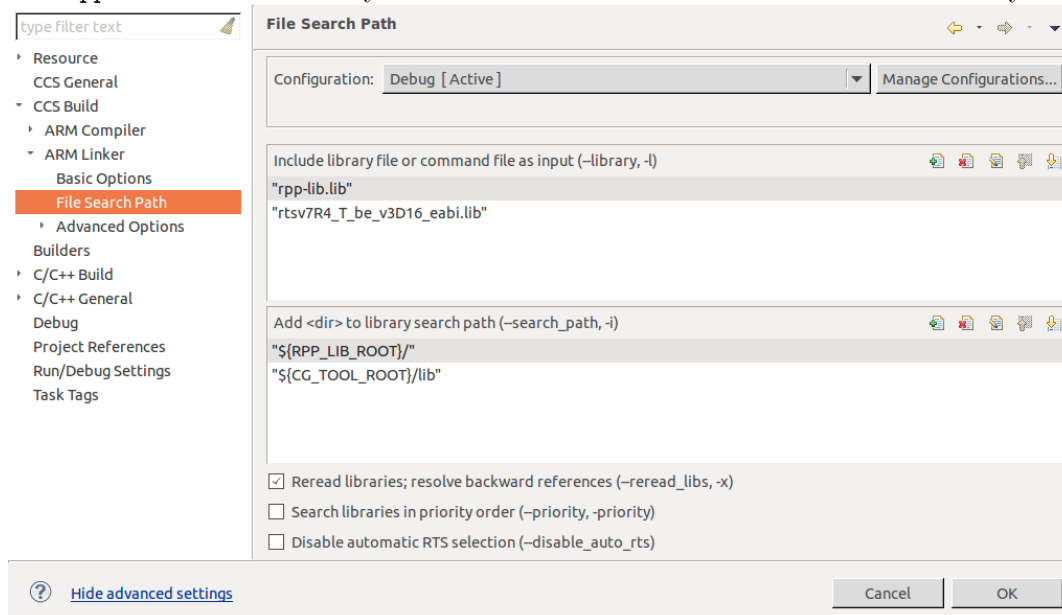 type filter text
Resource
CCS General
CCS Build
ARM Compiler
ARM Linker
Basic Options
File Search Path
Advanced Options
Builders
C/C++ Build
C/C++ General
Debug
Project References
Run/Debug Settings
Task Tags
File Search Path
Configuration: Debug [ Active ] Manage Configurations...
Include library file or command file as input (--library, -l)
"rpp-lib.lib"
"rtsv7R4_T_be_v3D16_eabi.lib"
Add <dir> to library search path (--search_path, -i)
"${RPP_LIB_ROOT}/"
"${CG_TOOL_ROOT}/lib"
Reread libraries; resolve backward references (--reread_libs, -x)
Search libraries in priority order (--priority, -priority)
Disable automatic RTS selection (--disable_auto_rts)
Hide advanced settings Cancel OK